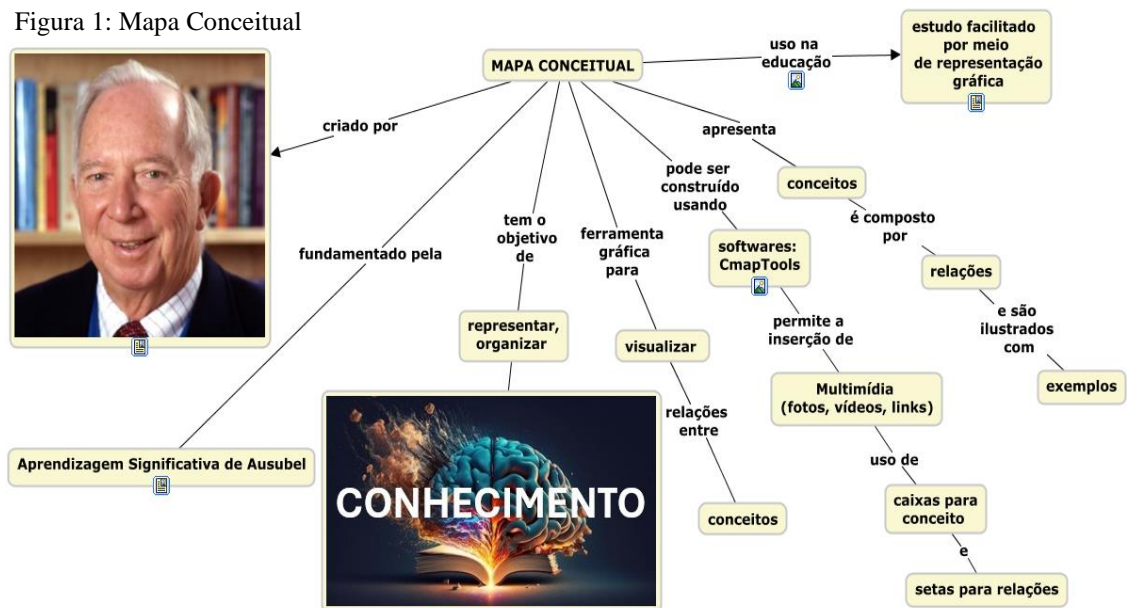 Figura 1: Mapa Conceitual
MAPA CONCEITUAL
uso na
educação
estudo facilitado
por meio
de representação
gráfica
criado por
fundamentado pela
Aprendizagem Significativa de Ausubel
tem o
objetivo
de
representar,
organizar
CONHECIMENTO
ferramenta
gráfica
para
visualizar
relações
entre
conceitos
pode ser
construído
usando
softwares:
CmapTools
permite a
inserção de
Multimídia
(fotos, vídeos, links)
uso de
caixas para
conceito
e
setas para relações
apresenta
conceitos
é composto
por
relações
e são
ilustrados
com
exemplos